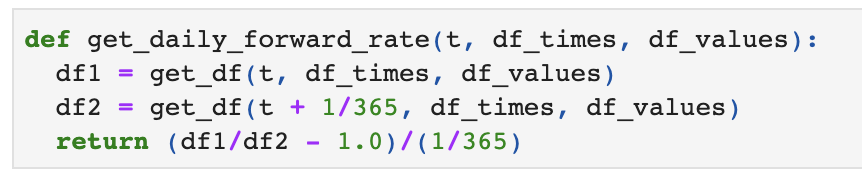 def get_daily_forward_rate(t, df_times, df_values):
  df1 = get_df(t, df_times, df_values)
  df2 = get_df(t + 1/365, df_times, df_values)
  return (df1/df2 - 1.0)/(1/365)